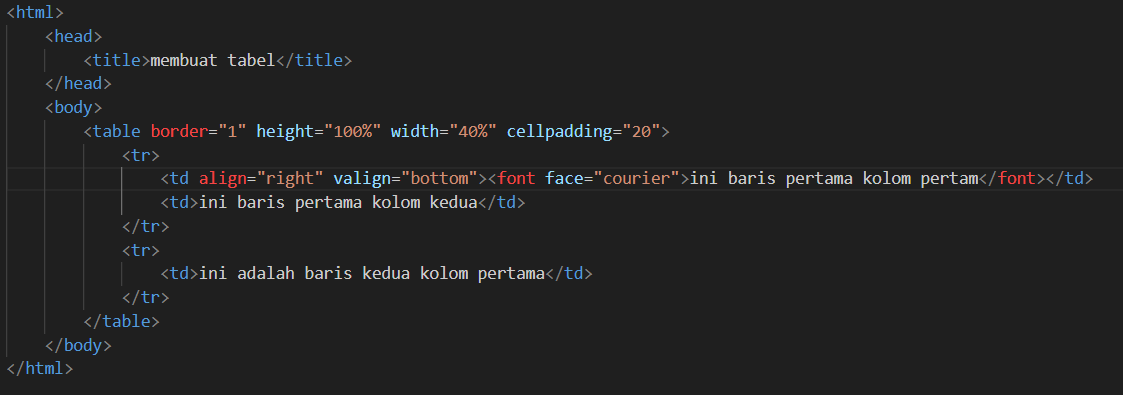 <html>
<head>
<title>membuat tabel</title>
</head>
<body>
<table border="1" height="100%" width="40%" cellpadding="20">
<tr>
<td align="right" valign="bottom"><font face="courier">ini baris pertama kolom pertam</font></td>
<td>ini baris pertama kolom kedua</td>
</tr>
<tr>
<td>ini adalah baris kedua kolom pertama</td>
</tr>
</table>
</body>
</html>